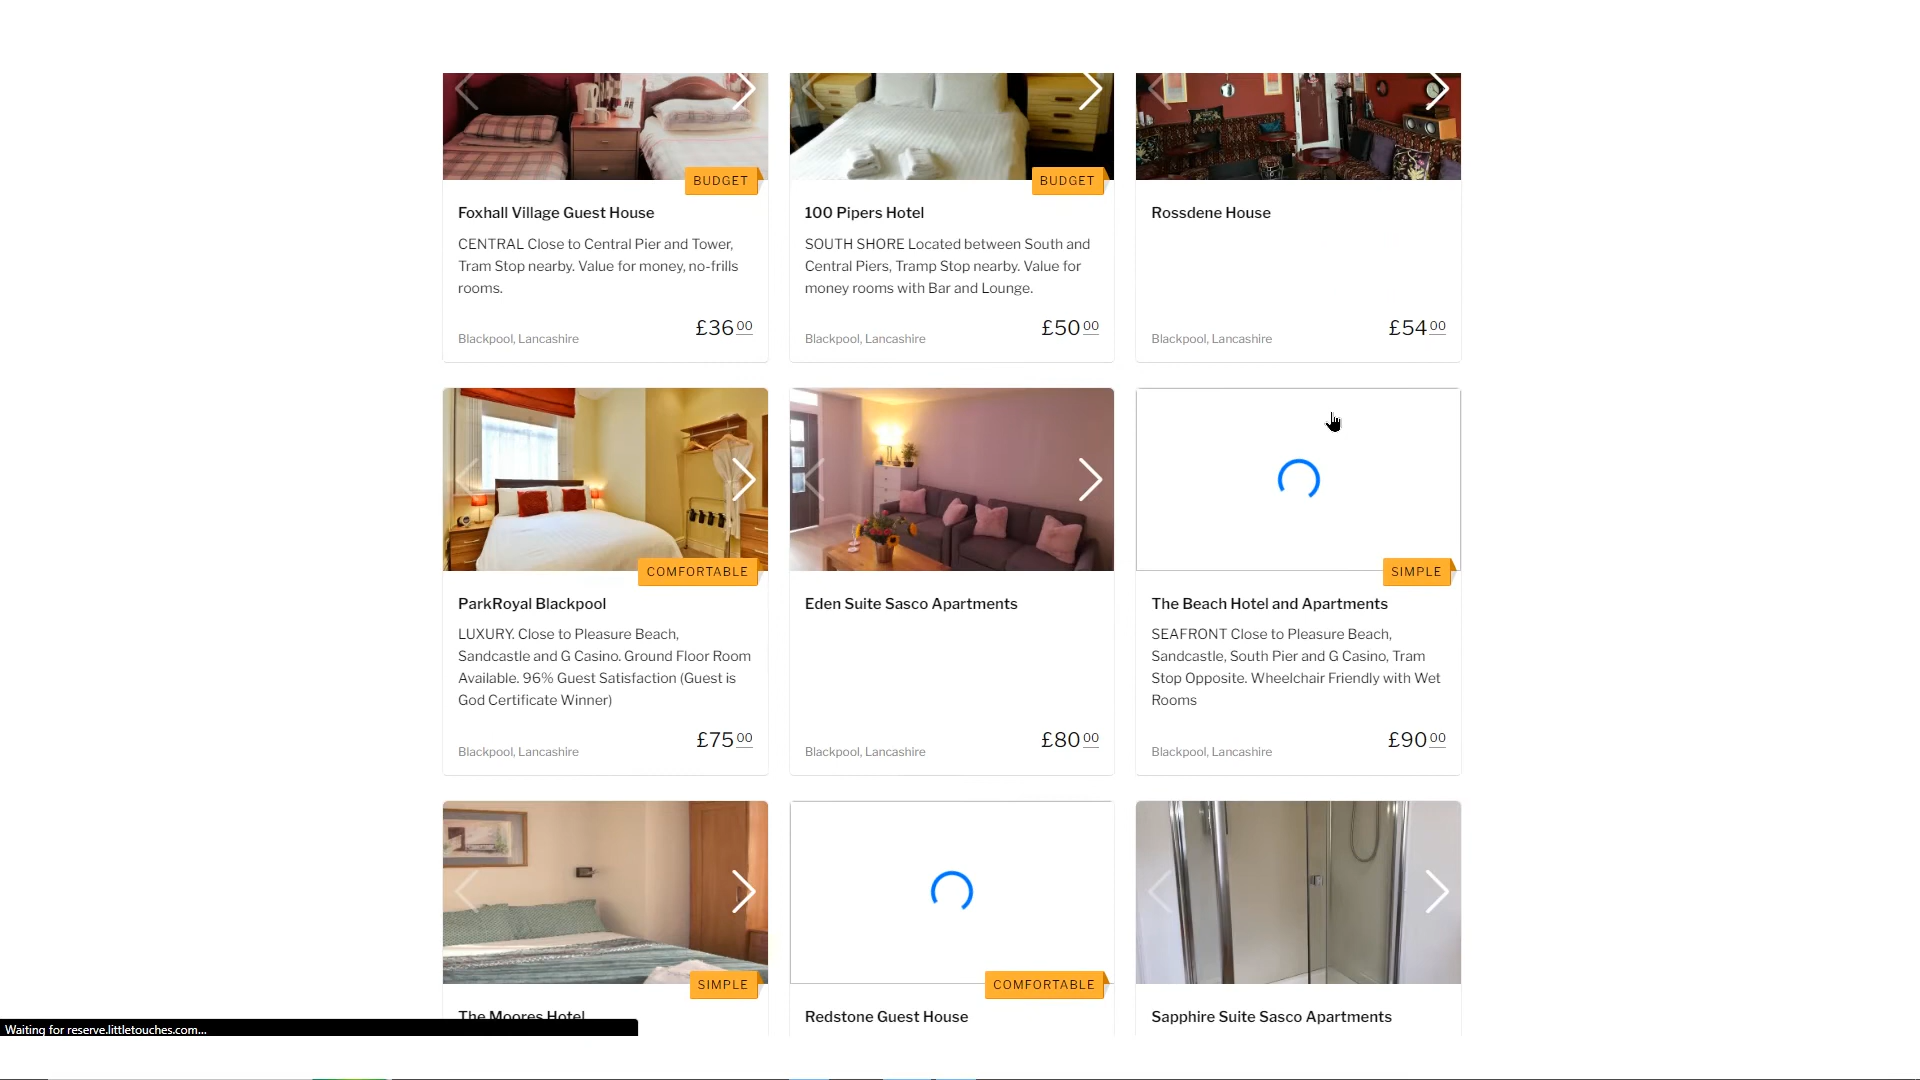 BUDGET
BUDGET
Foxhall Village Guest House
CENTRAL Close to Central Pier and Tower,
Tram Stop nearby. Value for money, no-frills
rooms.
Blackpool, Lancashire
£36 00
100 Pipers Hotel
SOUTH SHORE Located between South and
Central Piers, Tramp Stop nearby. Value for
money rooms with Bar and Lounge.
Blackpool, Lancashire
£50 00
Rossdene House
Blackpool, Lancashire
£54 00
COMFORTABLE
SIMPLE
ParkRoyal Blackpool
LUXURY. Close to Pleasure Beach,
Sandcastle and G Casino. Ground Floor Room
Available. 96% Guest Satisfaction (Guest is
God Certificate Winner)
Blackpool, Lancashire
£75 00
Eden Suite Sasco Apartments
Blackpool, Lancashire
£80 00
The Beach Hotel and Apartments
SEAFRONT Close to Pleasure Beach,
Sandcastle, South Pier and G Casino, Tram
Stop Opposite. Wheelchair Friendly with Wet
Rooms
Blackpool, Lancashire
£90 00
SIMPLE
COMFORTABLE
The Moores Hotel
Redstone Guest House
Sapphire Suite Sasco Apartments
Waiting for reserve.littletouches.com...